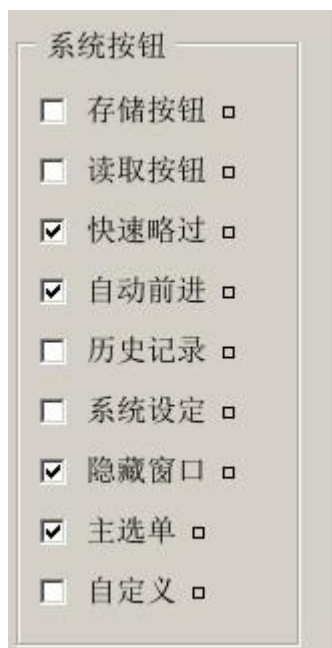 系统按钮
存储按钮
读取按钮
快速略过
自动前进
历史记录
系统设定
隐藏窗口
主选单
自定义